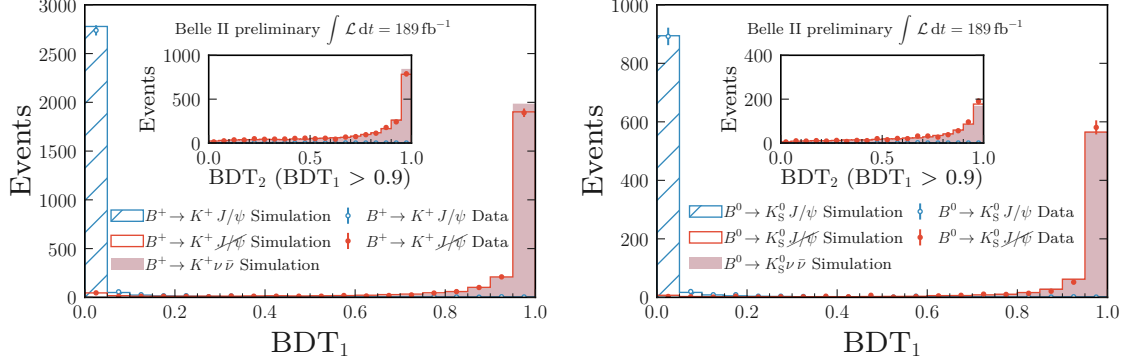 Belle II preliminary ∫ ℒ dt = 189 fb⁻¹
Events
3000
2500
2000
1500
1000
500
0
Events
1000
500
0
0.0 0.5 1.0
BDT₂ (BDT₁ > 0.9)
B⁺ → K⁺ J/ψ Simulation
B⁺ → K⁺ J/ψ Data
B⁺ → K⁺ J/ψ Simulation
B⁺ → K⁺ J/ψ Data
B⁺ → K⁺ ν ν̄ Simulation
0.0 0.2 0.4 0.6 0.8 1.0
BDT₁
Belle II preliminary ∫ ℒ dt = 189 fb⁻¹
Events
1000
800
600
400
200
0
Events
400
200
0
0.0 0.5 1.0
BDT₂ (BDT₁ > 0.9)
B⁰ → K⁰_S J/ψ Simulation
B⁰ → K⁰_S J/ψ Data
B⁰ → K⁰_S J/ψ Simulation
B⁰ → K⁰_S J/ψ Data
B⁰ → K⁰_S ν ν̄ Simulation
0.0 0.2 0.4 0.6 0.8 1.0
BDT₁